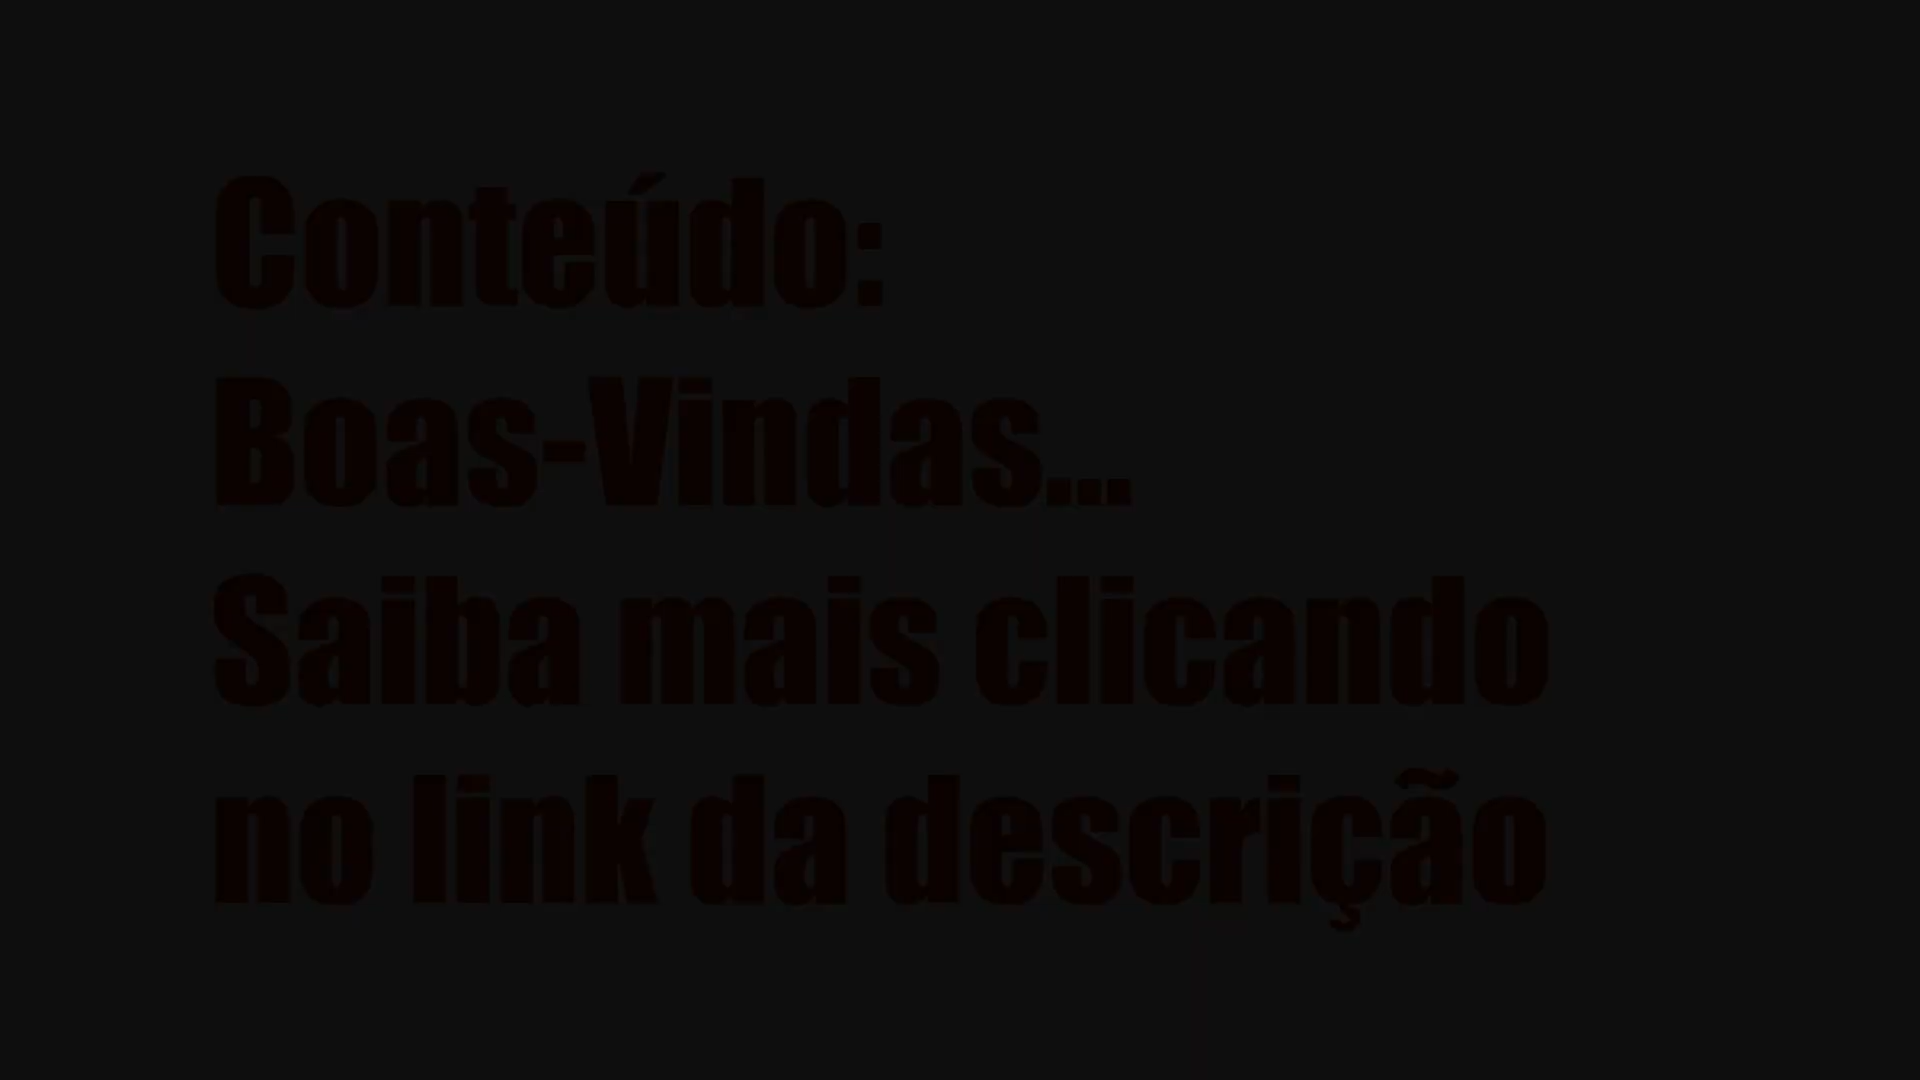 Conteúdo:
Boas-Vindas...
Saiba mais clicando
no link da descrição